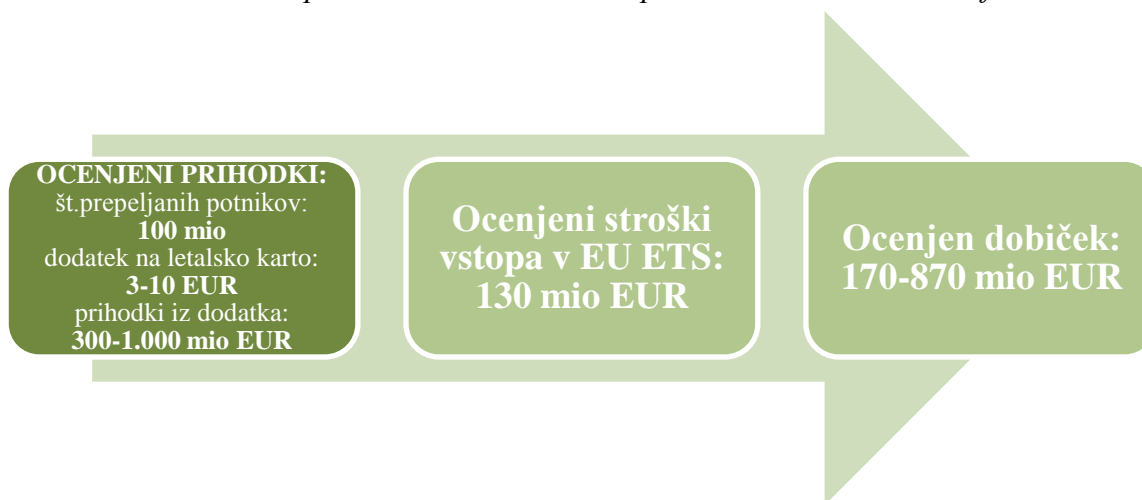 OCENJENI PRIHODKI:
št.prepeljanih potnikov:
100 mio
dodatek na letalsko karto:
3-10 EUR
prihodki iz dodatka:
300-1.000 mio EUR
Ocenjeni stroški
vstopa v EU ETS:
130 mio EUR
Ocenjen dobiček:
170-870 mio EUR